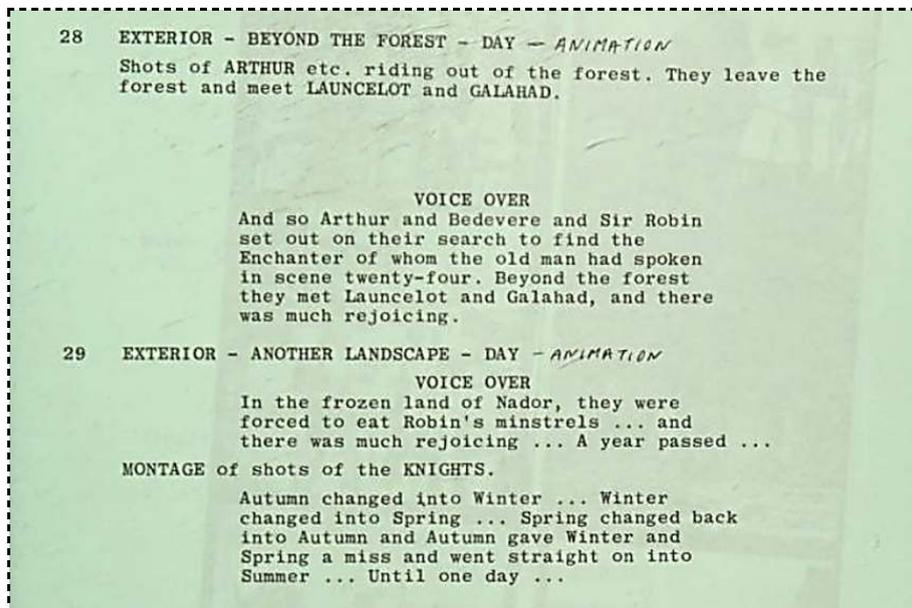 28 EXTERIOR - BEYOND THE FOREST - DAY - ANIMATION
Shots of ARTHUR etc. riding out of the forest. They leave the
forest and meet LAUNCELOT and GALAHAD.
VOICE OVER
And so Arthur and Bedevere and Sir Robin
set out on their search to find the
Enchanter of whom the old man had spoken
in scene twenty-four. Beyond the forest
they met Launcelot and Galahad, and there
was much rejoicing.
29 EXTERIOR - ANOTHER LANDSCAPE - DAY - ANIMATION
VOICE OVER
In the frozen land of Nador, they were
forced to eat Robin's minstrels ... and
there was much rejoicing ... A year passed ...
MONTAGE of shots of the KNIGHTS.
Autumn changed into Winter ... Winter
changed into Spring ... Spring changed back
into Autumn and Autumn gave Winter and
Spring a miss and went straight on into
Summer ... Until one day ...